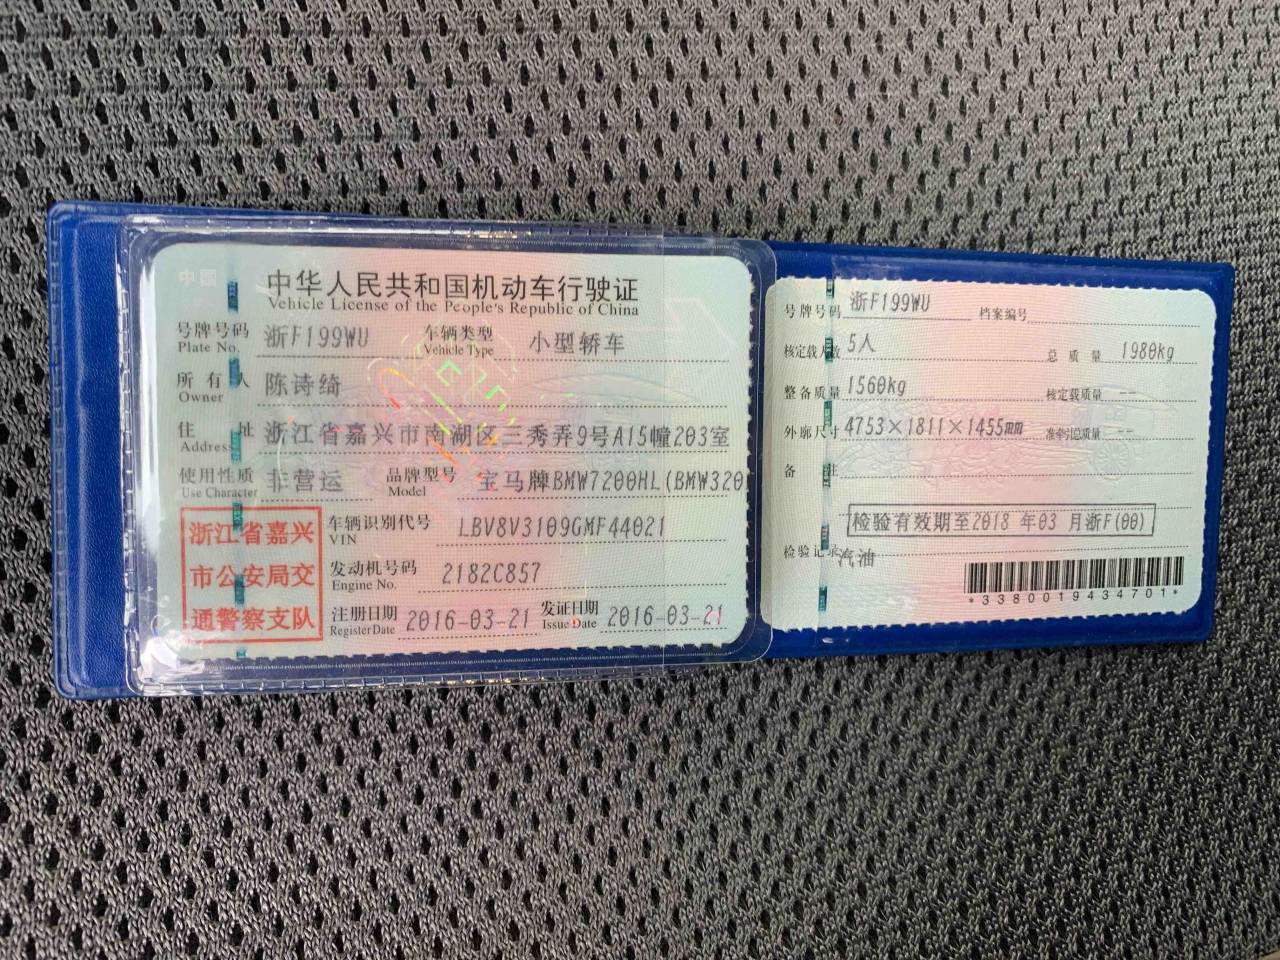 中國
中华人民共和国机动车行驶证
Vehicle License of the People's Republic of China
号牌号码 浙F199WU 车辆类型 小型轿车
Plate No. Vehicle Type
所有人 陈诗绮
Owner
住址 浙江省嘉兴市南湖区三秀弄9号A15幢203室
Address
使用性质 非营运 品牌型号 宝马牌BMW7200HL(BMW320
Use Character Model
浙江省嘉兴
市公安局交
通警察支队
车辆识别代号 LBV8V3109GMF44021
VIN
发动机号码 2182C857
Engine No.
注册日期 2016-03-21 发证日期 2016-03-21
Register Date Issue Date
号牌号码 浙F199WU 档案编号
核定载人数 5人 总质量 1980kg
整备质量 1560kg 核定载质量 --
外廓尺寸 4753×1811×1455mm 准牵引总质量 --
备注
检验有效期至2018 年03 月浙F(00)
检验记录 汽油
*3380019434701*